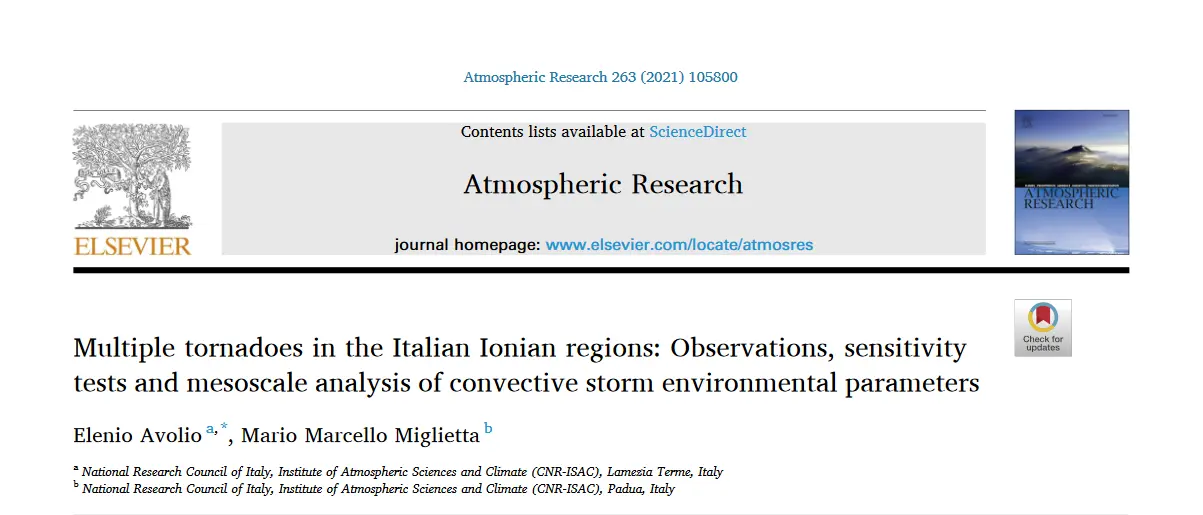 Atmospheric Research 263 (2021) 105800
Contents lists available at ScienceDirect
Atmospheric Research
journal homepage: www.elsevier.com/locate/atmosres
ELSEVIER
ATMOSPHERIC
RESEARCH
Check for
updates
Multiple tornadoes in the Italian Ionian regions: Observations, sensitivity
tests and mesoscale analysis of convective storm environmental parameters
Elenio Avolio a,*, Mario Marcello Miglietta b
a National Research Council of Italy, Institute of Atmospheric Sciences and Climate (CNR-ISAC), Lamezia Terme, Italy
b National Research Council of Italy, Institute of Atmospheric Sciences and Climate (CNR-ISAC), Padua, Italy